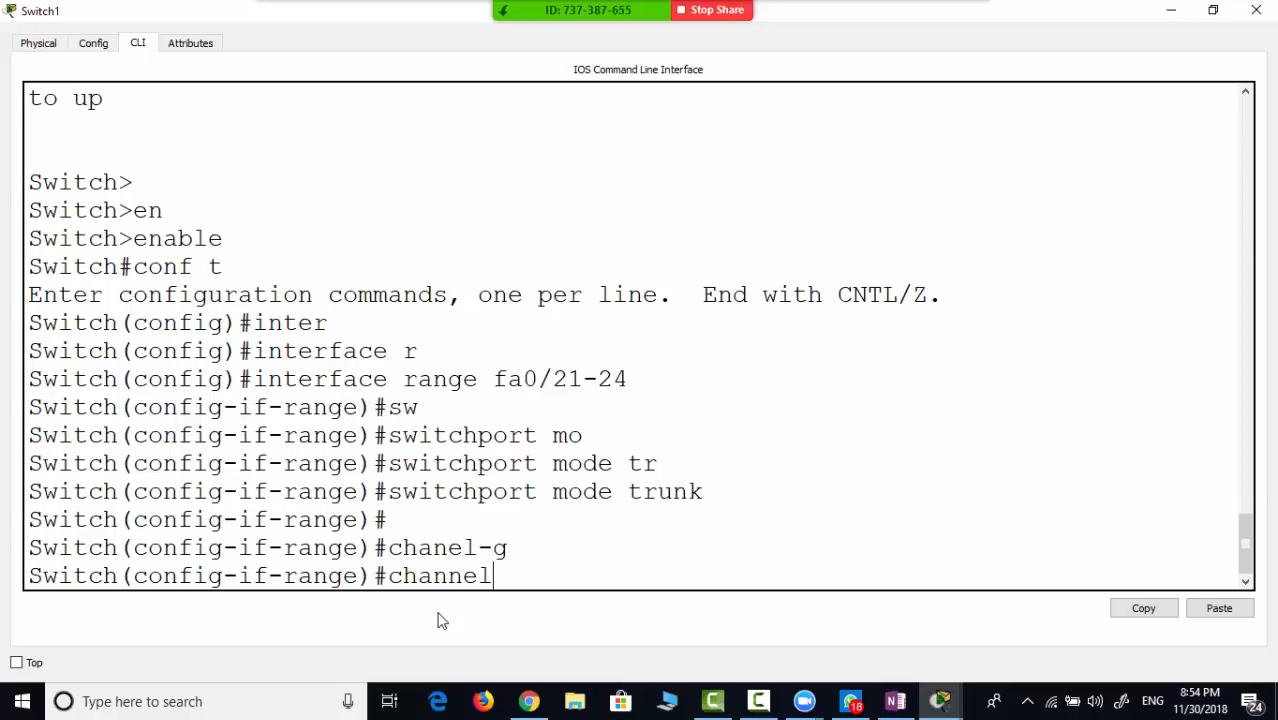 Switch1
ID: 737-387-655
Stop Share
Physical
Config
CLI
Attributes
IOS Command Line Interface
to up
Switch>
Switch>en
Switch>enable
Switch#conf t
Enter configuration commands, one per line. End with CNTL/Z.
Switch(config)#inter
Switch(config)#interface r
Switch(config)#interface range fa0/21-24
Switch(config-if-range)#sw
Switch(config-if-range)#switchport mo
Switch(config-if-range)#switchport mode tr
Switch(config-if-range)#switchport mode trunk
Switch(config-if-range)#
Switch(config-if-range)#chanel-g
Switch(config-if-range)#channel
Copy
Paste
Top
Type here to search
18
ENG
8:54 PM
11/30/2018
24